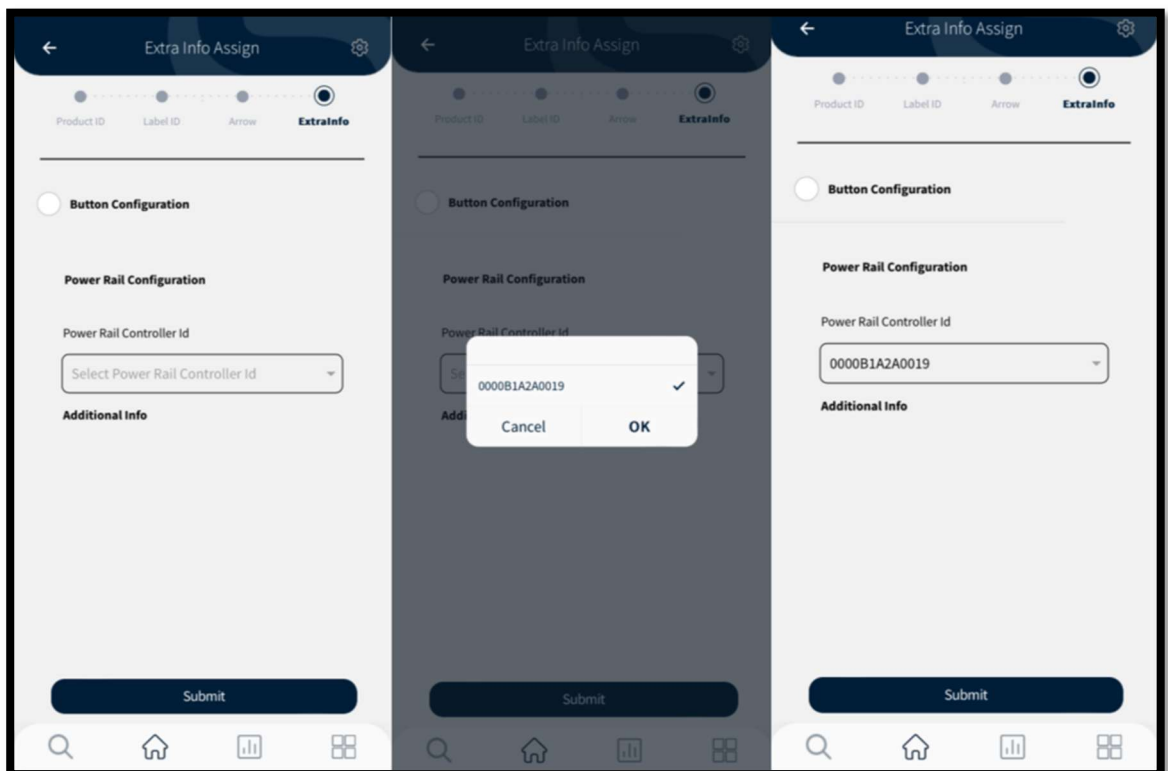 Extra Info Assign
Product ID Label ID Arrow ExtraInfo
Button Configuration
Power Rail Configuration
Power Rail Controller Id
Select Power Rail Controller Id
Additional Info
Submit
Extra Info Assign
Product ID Label ID Arrow ExtraInfo
Button Configuration
Power Rail Configuration
Power Rail Controller Id
Se
0000B1A2A0019
Addi
Cancel OK
Submit
Extra Info Assign
Product ID Label ID Arrow ExtraInfo
Button Configuration
Power Rail Configuration
Power Rail Controller Id
0000B1A2A0019
Additional Info
Submit